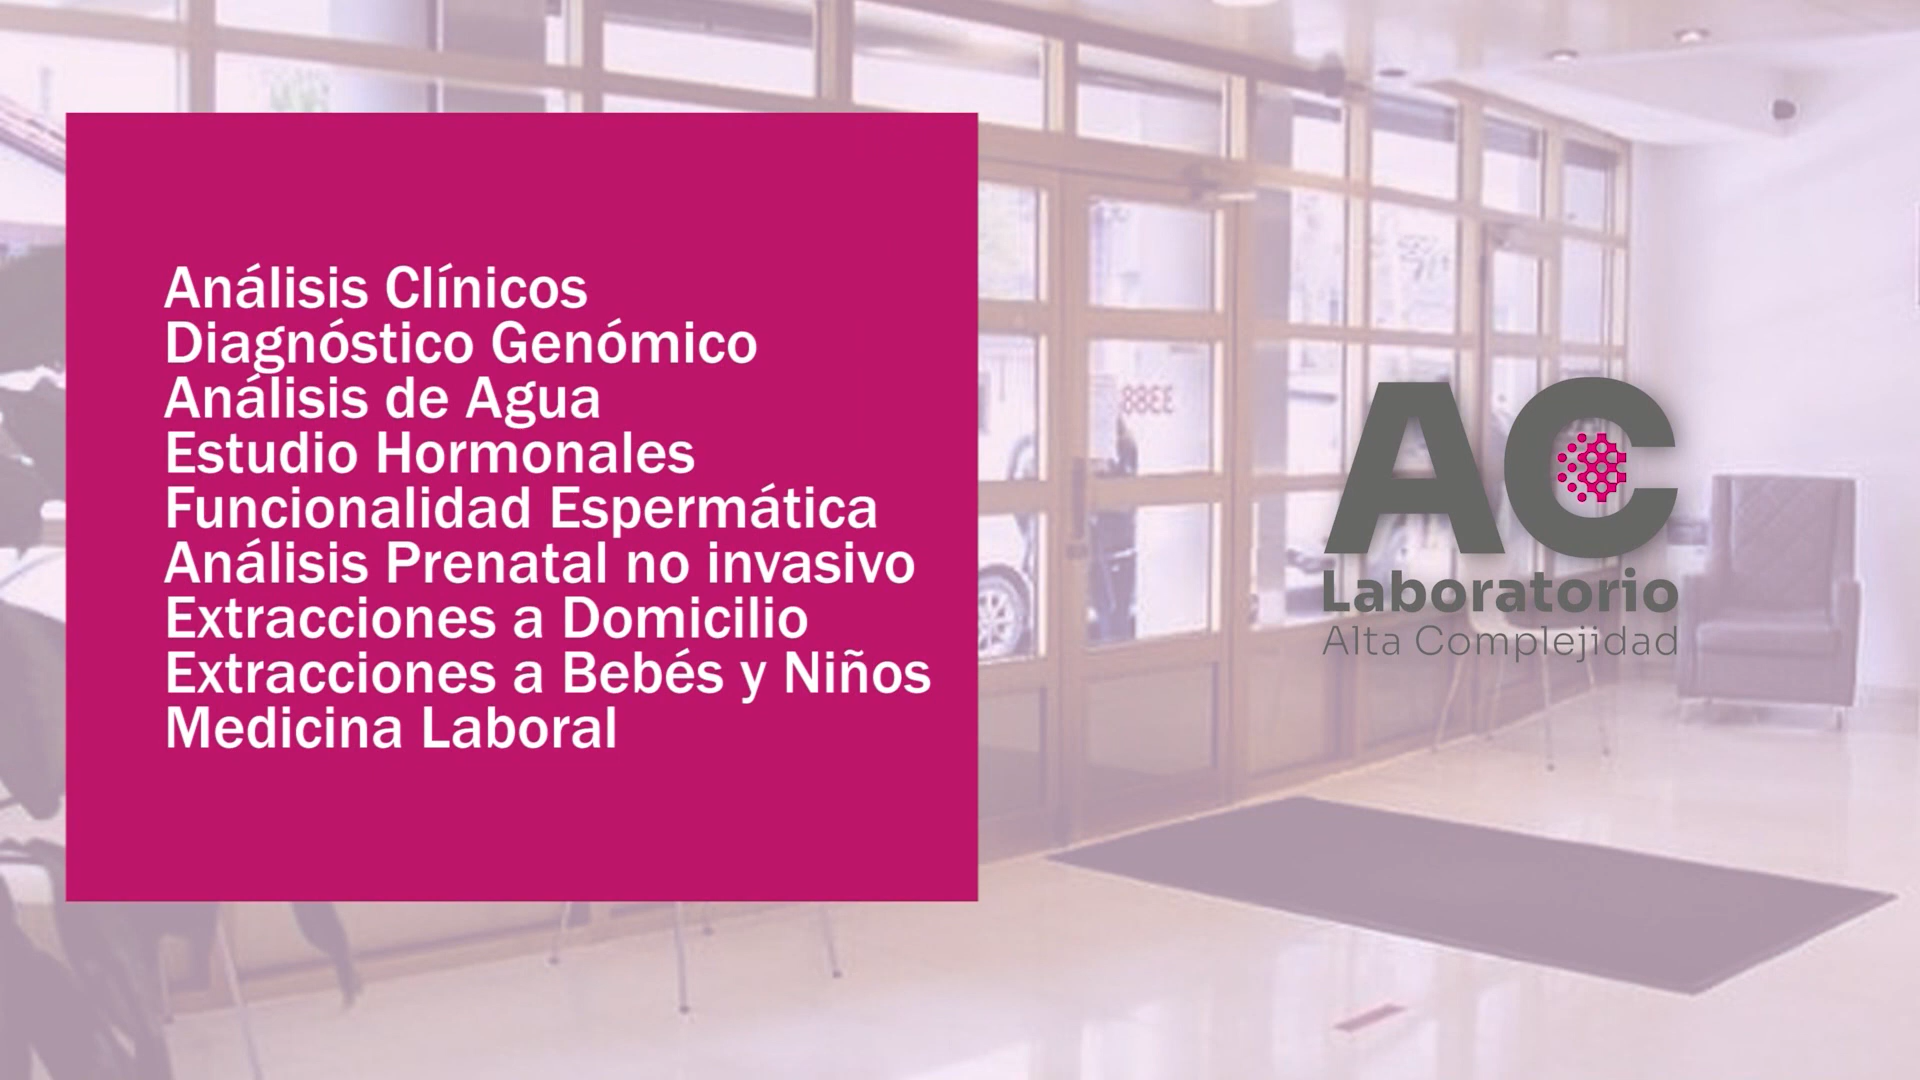 Análisis Clínicos
Diagnóstico Genómico
Análisis de Agua
Estudio Hormonales
Funcionalidad Espermática
Análisis Prenatal no invasivo
Extracciones a Domicilio
Extracciones a Bebés y Niños
Medicina Laboral
AC
Laboratorio
Alta Complejidad
3388